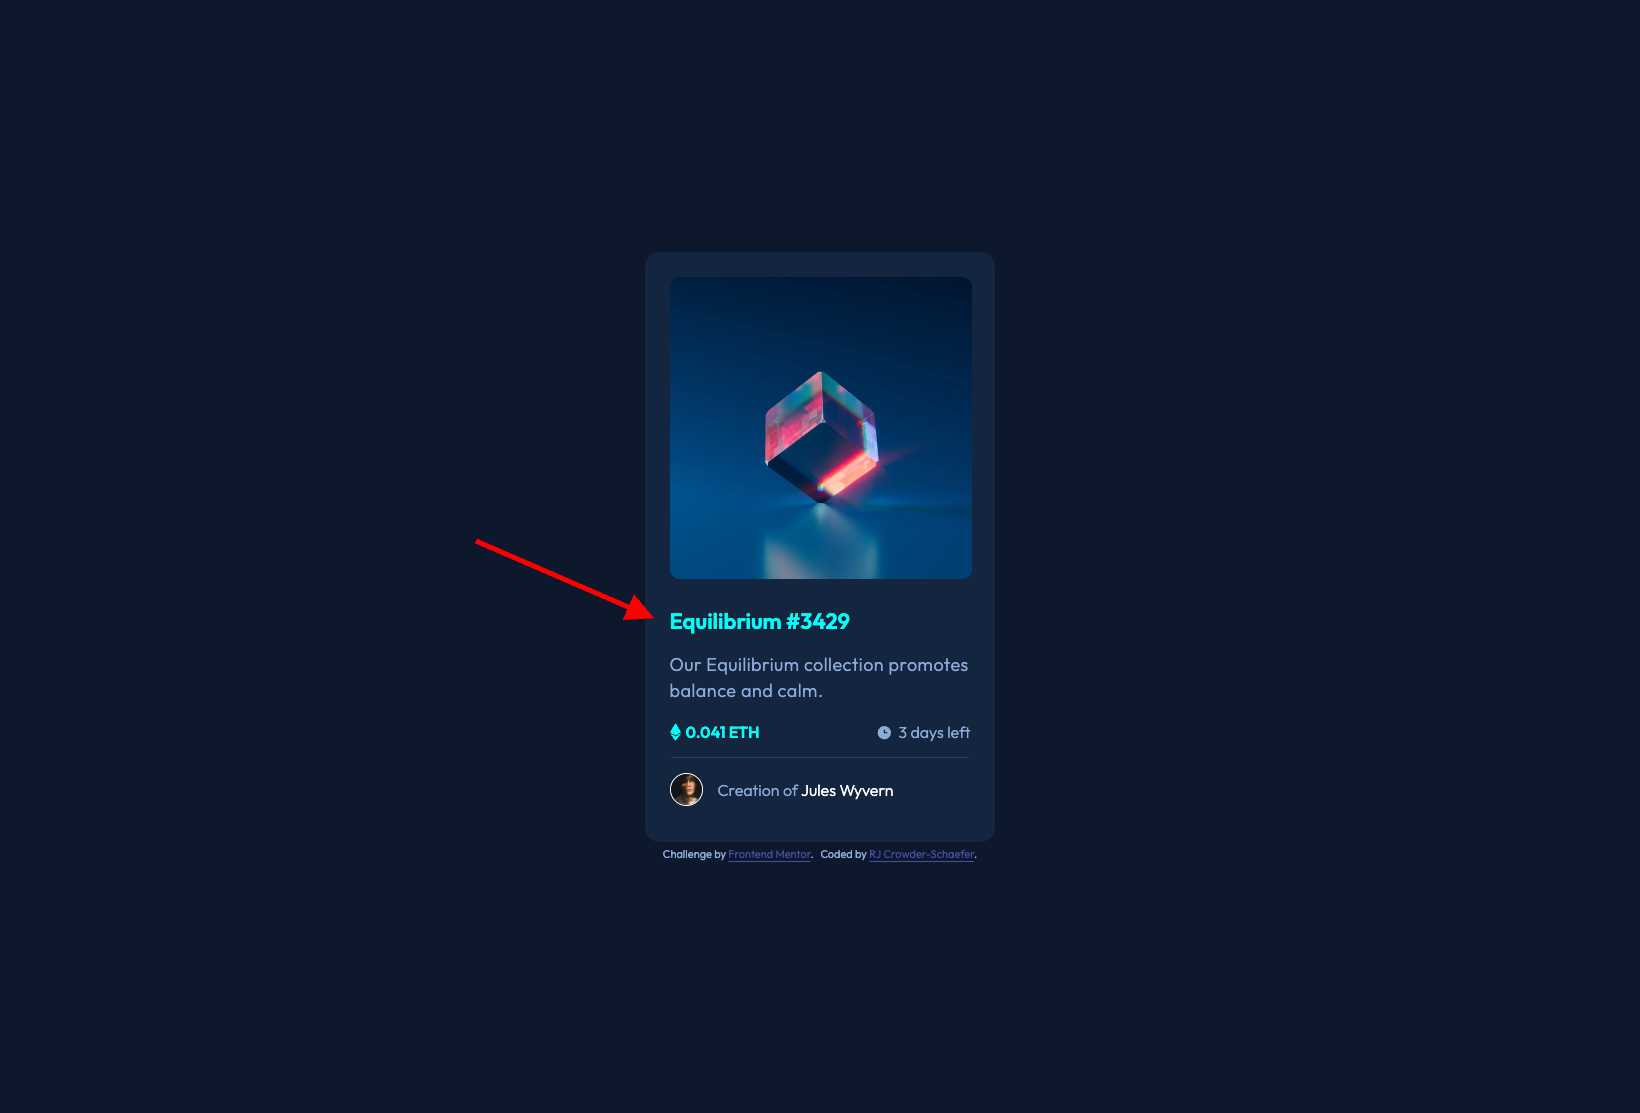 Equilibrium #3429
Our Equilibrium collection promotes
balance and calm.
0.041 ETH
3 days left
Creation of Jules Wyvern
Challenge by Frontend Mentor. Coded by RJ Crowder-Schaefer.